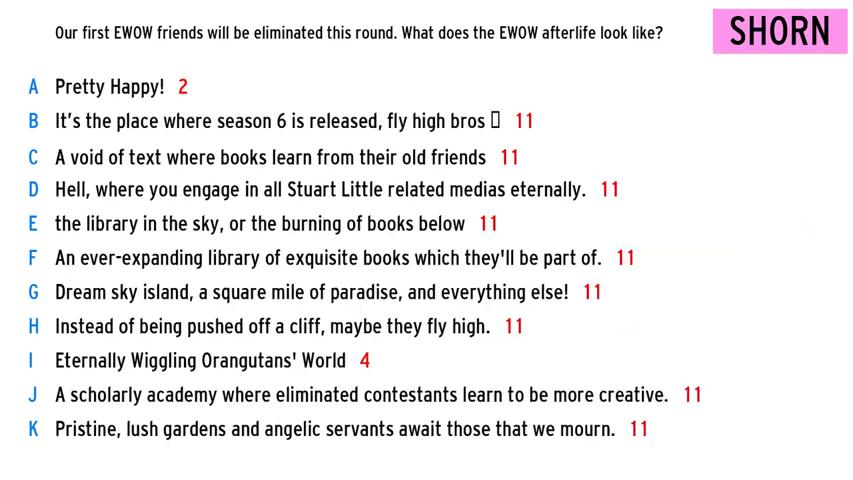 Our first EWOW friends will be eliminated this round. What does the EWOW afterlife look like?
SHORN
A Pretty Happy! 2
B It's the place where season 6 is released, fly high bros 11
C A void of text where books learn from their old friends 11
D Hell, where you engage in all Stuart Little related medias eternally. 11
E the library in the sky, or the burning of books below 11
F An ever-expanding library of exquisite books which they'll be part of. 11
G Dream sky island, a square mile of paradise, and everything else! 11
H Instead of being pushed off a cliff, maybe they fly high. 11
I Eternally Wiggling Orangutans' World 4
J A scholarly academy where eliminated contestants learn to be more creative. 11
K Pristine, lush gardens and angelic servants await those that we mourn. 11